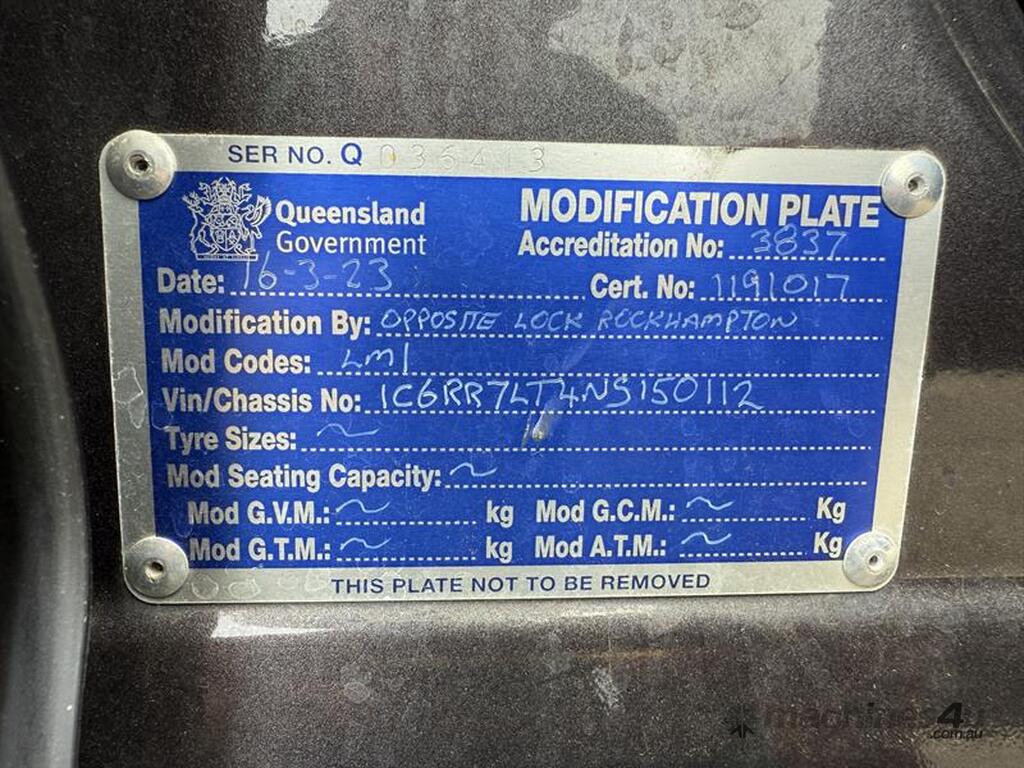 SER NO. Q 036413
Queensland
Government
MODIFICATION PLATE
Accreditation No: 3837
Date: 16-3-23 Cert. No: 1191017
Modification By: OPPOSITE LOCK ROCKHAMPTON
Mod Codes: LM1
Vin/Chassis No: 1C6RR7LT4NS150112
Tyre Sizes: ~
Mod Seating Capacity: ~
Mod G.V.M.: ~ kg Mod G.C.M.: ~ Kg
Mod G.T.M.: ~ kg Mod A.T.M.: ~ Kg
THIS PLATE NOT TO BE REMOVED
machines4u
.com.au